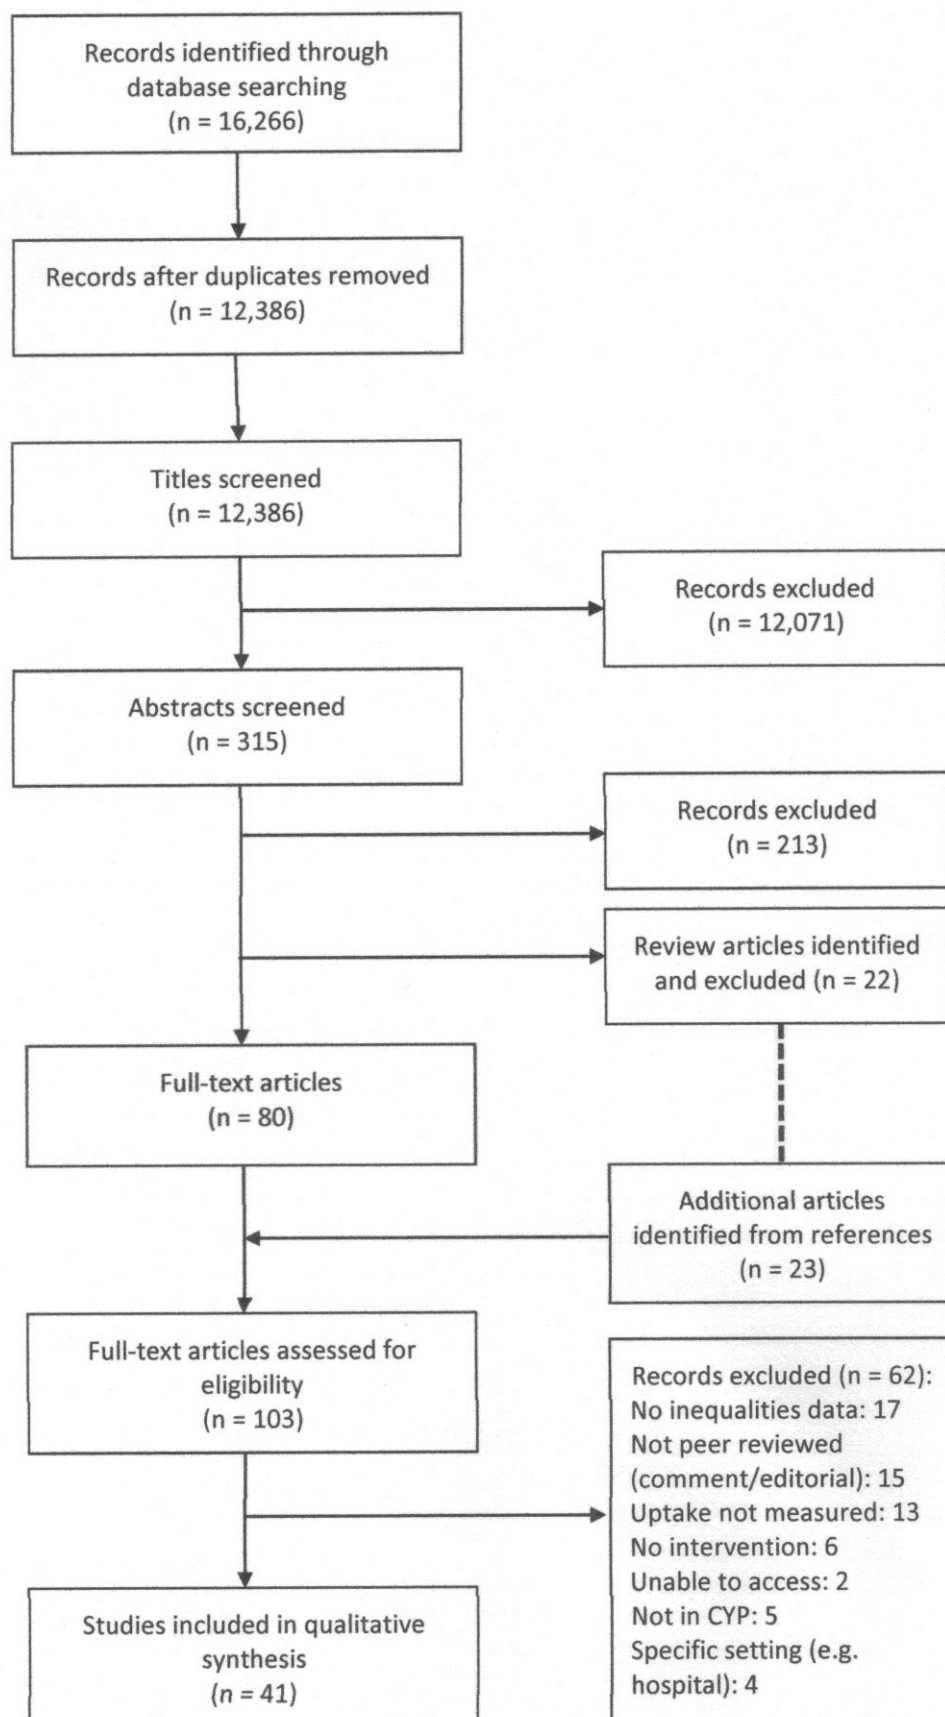 Records identified through
database searching
(n = 16,266)
Records after duplicates removed
(n = 12,386)
Titles screened
(n = 12,386)
Records excluded
(n = 12,071)
Abstracts screened
(n = 315)
Records excluded
(n = 213)
Review articles identified
and excluded (n = 22)
Full-text articles
(n = 80)
Additional articles
identified from references
(n = 23)
Full-text articles assessed for
eligibility
(n = 103)
Records excluded (n = 62):
No inequalities data: 17
Not peer reviewed
(comment/editorial): 15
Uptake not measured: 13
No intervention: 6
Unable to access: 2
Not in CYP: 5
Specific setting (e.g.
hospital): 4
Studies included in qualitative
synthesis
(n = 41)